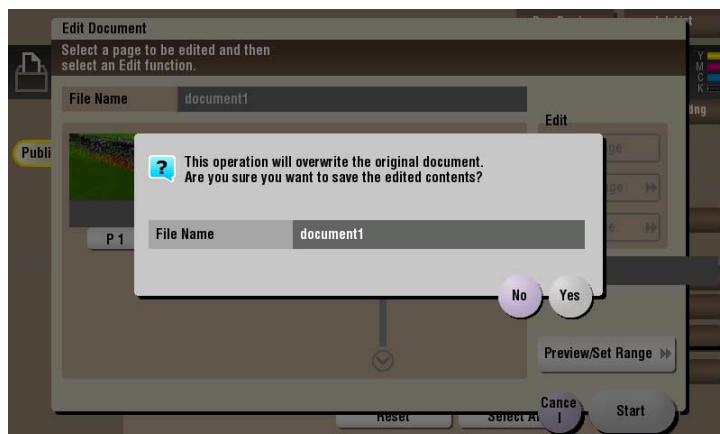 Edit Document
Select a page to be edited and then
select an Edit function.
File Name document1
Y
M
C
K
Edit
Publi
This operation will overwrite the original document.
Are you sure you want to save the edited contents?
P 1
File Name document1
No Yes
Preview/Set Range
Cance
l
Start
Reset
Select